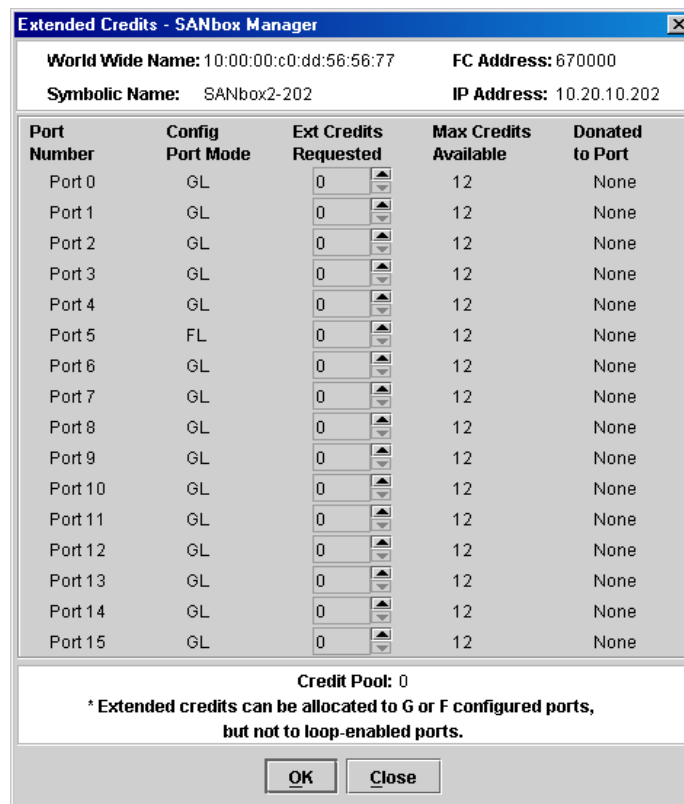 Extended Credits - SANbox Manager
World Wide Name: 10:00:00:c0:dd:56:56:77 FC Address: 670000
Symbolic Name: SANbox2-202 IP Address: 10.20.10.202
Port Number Config Port Mode Ext Credits Requested Max Credits Available Donated to Port
Port 0 GL 0 12 None
Port 1 GL 0 12 None
Port 2 GL 0 12 None
Port 3 GL 0 12 None
Port 4 GL 0 12 None
Port 5 FL 0 12 None
Port 6 GL 0 12 None
Port 7 GL 0 12 None
Port 8 GL 0 12 None
Port 9 GL 0 12 None
Port 10 GL 0 12 None
Port 11 GL 0 12 None
Port 12 GL 0 12 None
Port 13 GL 0 12 None
Port 14 GL 0 12 None
Port 15 GL 0 12 None
Credit Pool: 0
* Extended credits can be allocated to G or F configured ports,
but not to loop-enabled ports.
OK Close